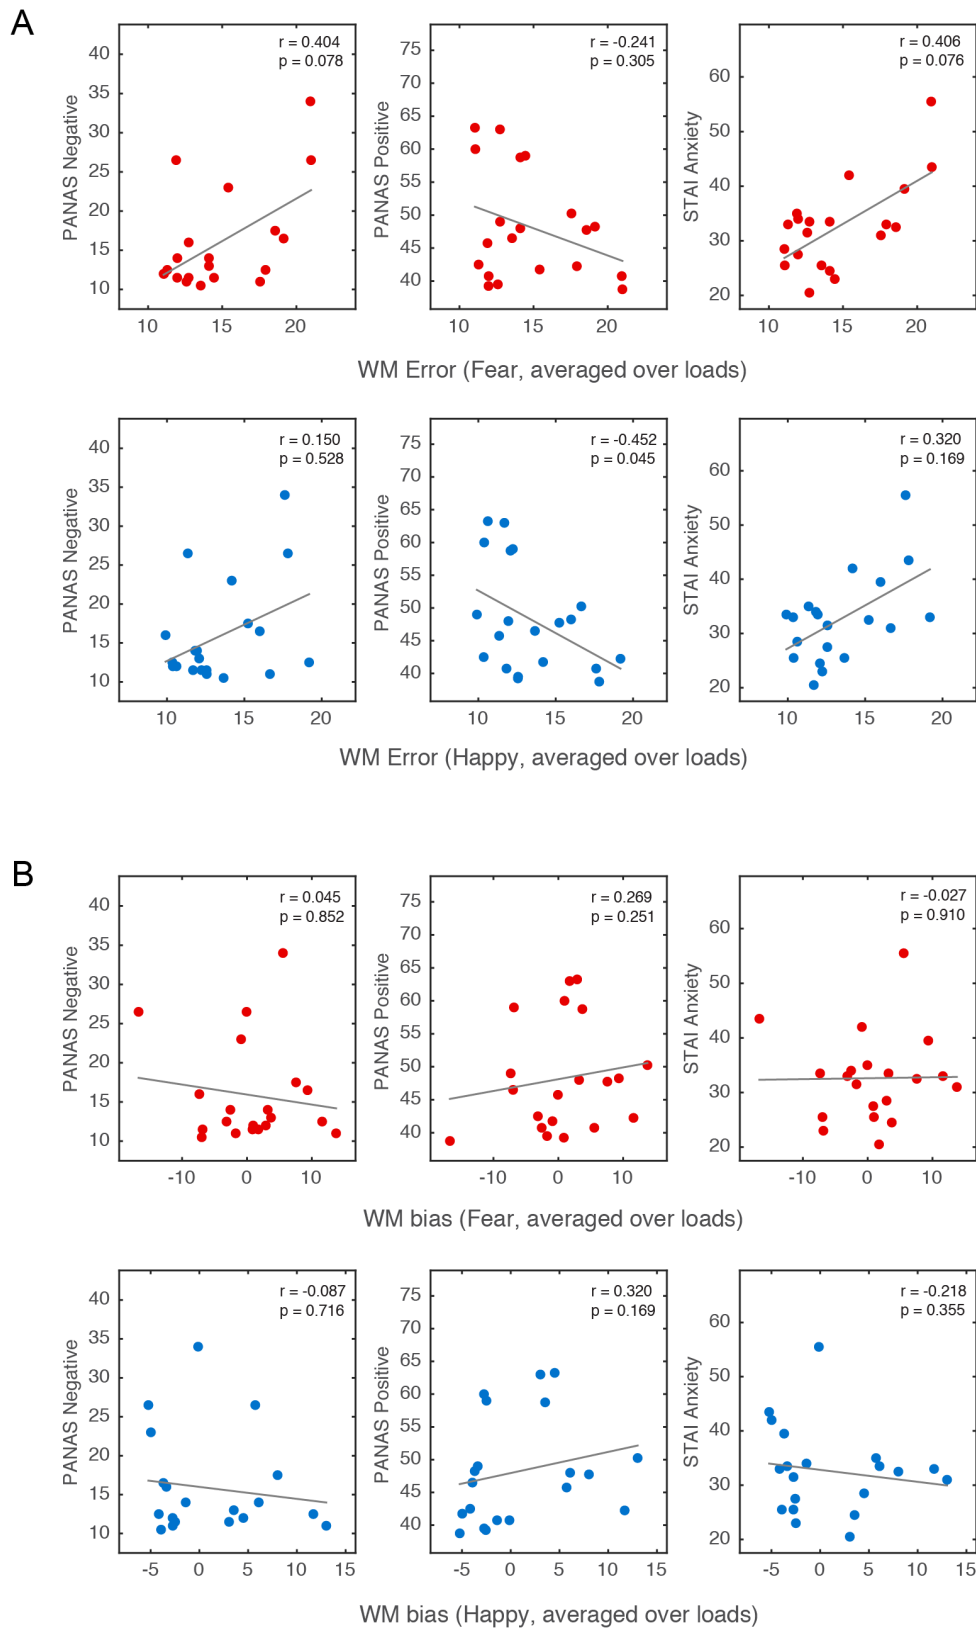 A
r = 0.404
p = 0.078
PANAS Negative
40
35
30
25
20
15
10
10 15 20
r = -0.241
p = 0.305
PANAS Positive
75
70
65
60
55
50
45
40
10 15 20
r = 0.406
p = 0.076
STAI Anxiety
60
50
40
30
20
10 15 20
WM Error (Fear, averaged over loads)
r = 0.150
p = 0.528
PANAS Negative
40
35
30
25
20
15
10
10 15 20
r = -0.452
p = 0.045
PANAS Positive
75
70
65
60
55
50
45
40
10 15 20
r = 0.320
p = 0.169
STAI Anxiety
60
50
40
30
20
10 15 20
WM Error (Happy, averaged over loads)
B
r = 0.045
p = 0.852
PANAS Negative
40
35
30
25
20
15
10
-10 0 10
r = 0.269
p = 0.251
PANAS Positive
75
70
65
60
55
50
45
40
-10 0 10
r = -0.027
p = 0.910
STAI Anxiety
60
50
40
30
20
-10 0 10
WM bias (Fear, averaged over loads)
r = -0.087
p = 0.716
PANAS Negative
40
35
30
25
20
15
10
-5 0 5 10 15
r = 0.320
p = 0.169
PANAS Positive
75
70
65
60
55
50
45
40
-5 0 5 10 15
r = -0.218
p = 0.355
STAI Anxiety
60
50
40
30
20
-5 0 5 10 15
WM bias (Happy, averaged over loads)